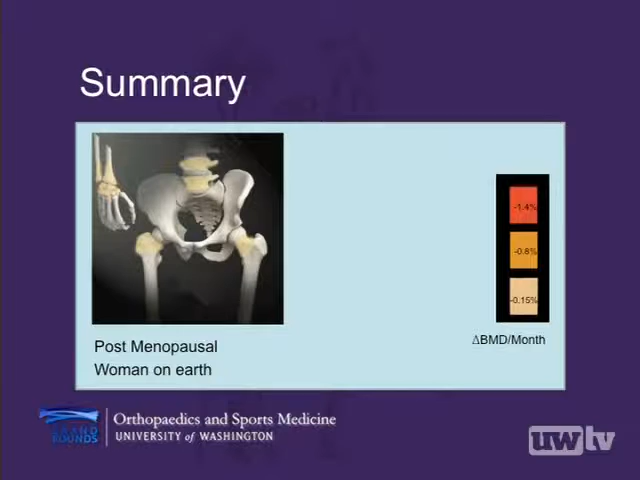 Summary
-1.4%
-0.8%
-0.15%
Post Menopausal
Woman on earth
ΔBMD/Month
GRAND
ROUNDS
Orthopaedics and Sports Medicine
UNIVERSITY of WASHINGTON
uwtv